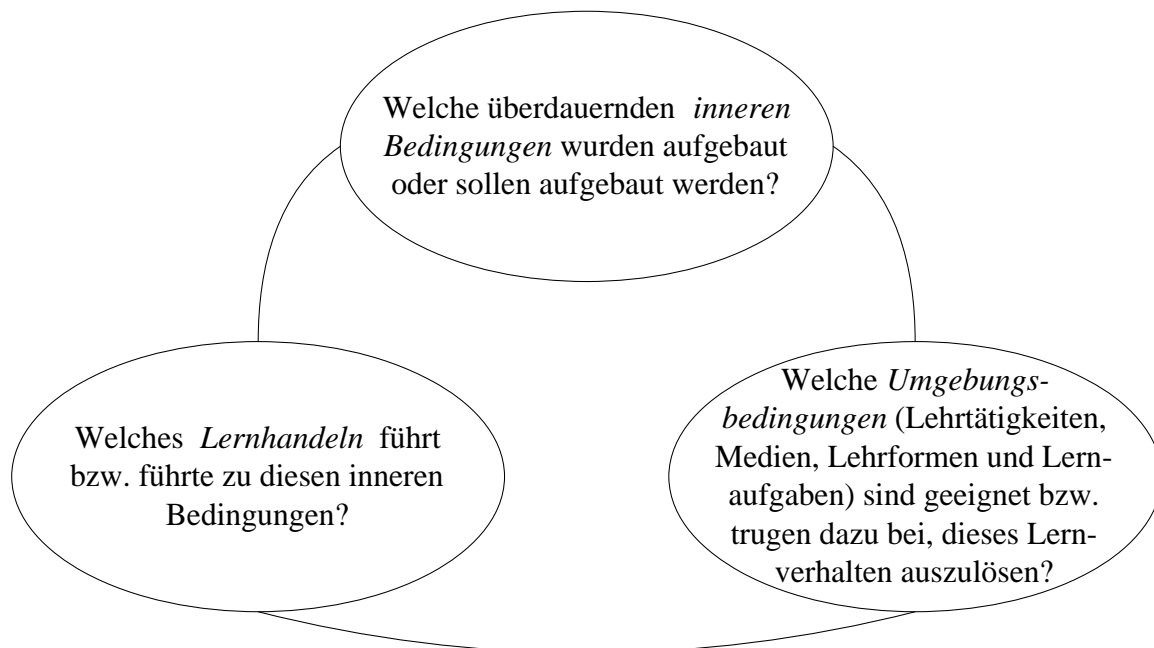 Welche überdauernden inneren
Bedingungen wurden aufgebaut
oder sollen aufgebaut werden?
Welches Lernhandeln führt
bzw. führte zu diesen inneren
Bedingungen?
Welche Umgebungs-
bedingungen (Lehrtätigkeiten,
Medien, Lehrformen und Lern-
aufgaben) sind geeignet bzw.
trugen dazu bei, dieses Lern-
verhalten auszulösen?